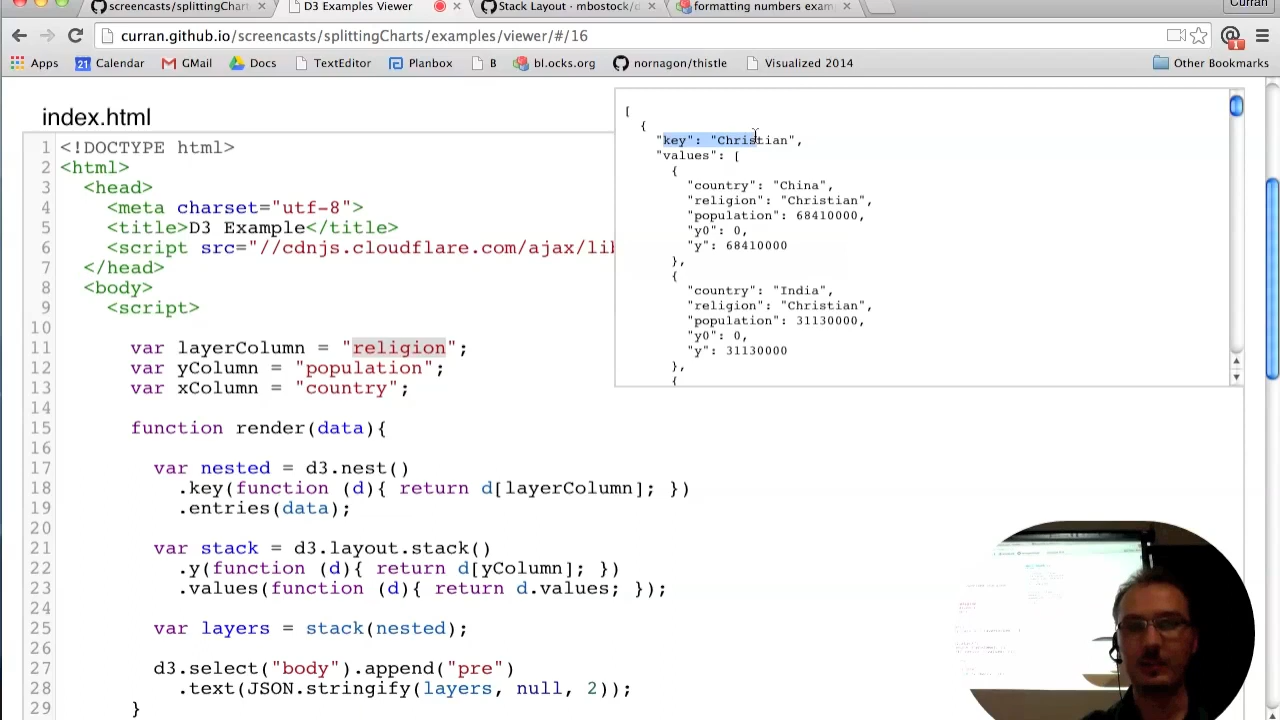 screencasts/splittingChart
D3 Examples Viewer
Stack Layout · mbostock/d
formatting numbers exam
Curran
curran.github.io/screencasts/splittingCharts/examples/viewer/#/16
Apps
21 Calendar
GMail
Docs
TextEditor
Planbox
B
bl.ocks.org
nornagon/thistle
Visualized 2014
Other Bookmarks
index.html
1 <!DOCTYPE html>
2 <html>
3 <head>
4 <meta charset="utf-8">
5 <title>D3 Example</title>
6 <script src="//cdnjs.cloudflare.com/ajax/lib
7 </head>
8 <body>
9 <script>
10
11 var layerColumn = "religion";
12 var yColumn = "population";
13 var xColumn = "country";
14
15 function render(data){
16
17 var nested = d3.nest()
18 .key(function (d){ return d[layerColumn]; })
19 .entries(data);
20
21 var stack = d3.layout.stack()
22 .y(function (d){ return d[yColumn]; })
23 .values(function (d){ return d.values; });
24
25 var layers = stack(nested);
26
27 d3.select("body").append("pre")
28 .text(JSON.stringify(layers, null, 2));
29 }
[
{
"key": "Christian",
"values": [
{
"country": "China",
"religion": "Christian",
"population": 68410000,
"y0": 0,
"y": 68410000
},
{
"country": "India",
"religion": "Christian",
"population": 31130000,
"y0": 0,
"y": 31130000
},
{